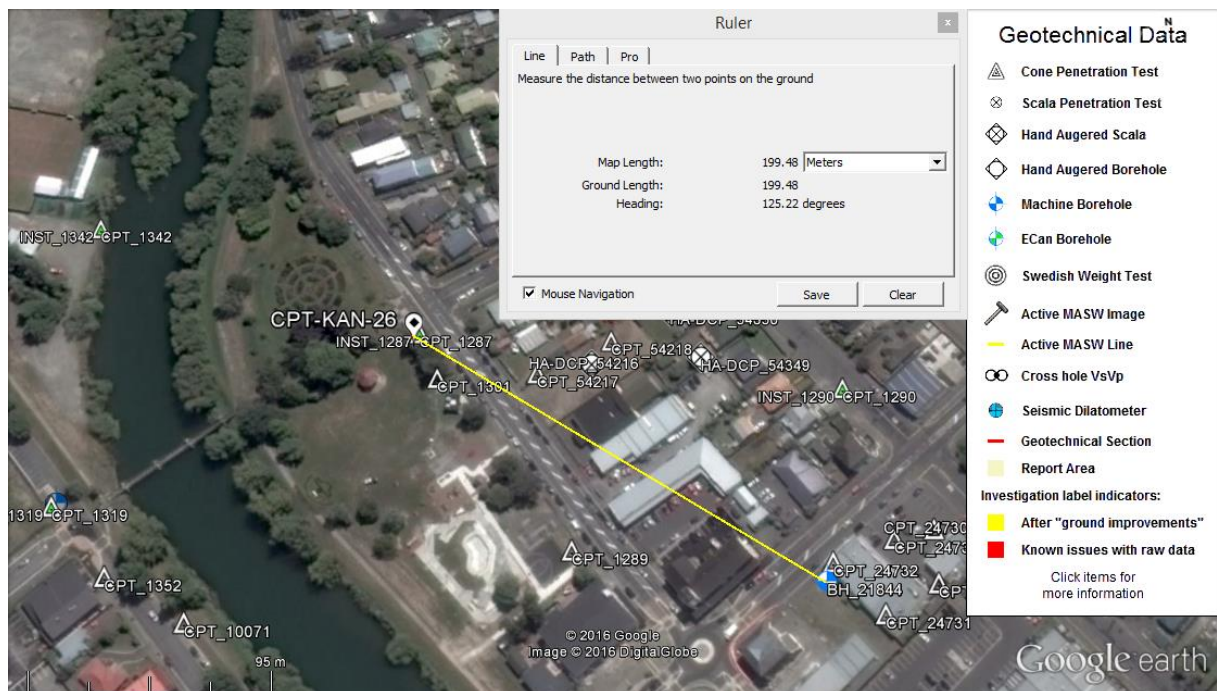 Ruler
x
Line
Path
Pro
Measure the distance between two points on the ground
Map Length: 199.48 Meters
Ground Length: 199.48
Heading: 125.22 degrees
Mouse Navigation
Save
Clear
N
Geotechnical Data
Cone Penetration Test
Scala Penetration Test
Hand Augered Scala
Hand Augered Borehole
Machine Borehole
ECan Borehole
Swedish Weight Test
Active MASW Image
Active MASW Line
Cross hole VsVp
Seismic Dilatometer
Geotechnical Section
Report Area
Investigation label indicators:
After "ground improvements"
Known issues with raw data
Click items for
more information
INST_1342 CPT_1342
CPT-KAN-26
INST_1287 CPT_1287
CPT_1301
CPT_54218
HA-DCP_54216
CPT_54217
HA-DCP_54349
INST_1290 CPT_1290
1319 CPT_1319
CPT_1352
CPT_10071
CPT_1289
CPT_24730
CPT_24732
BH_21844
CPT_24731
95 m
© 2016 Google
Image © 2016 DigitalGlobe
Google earth